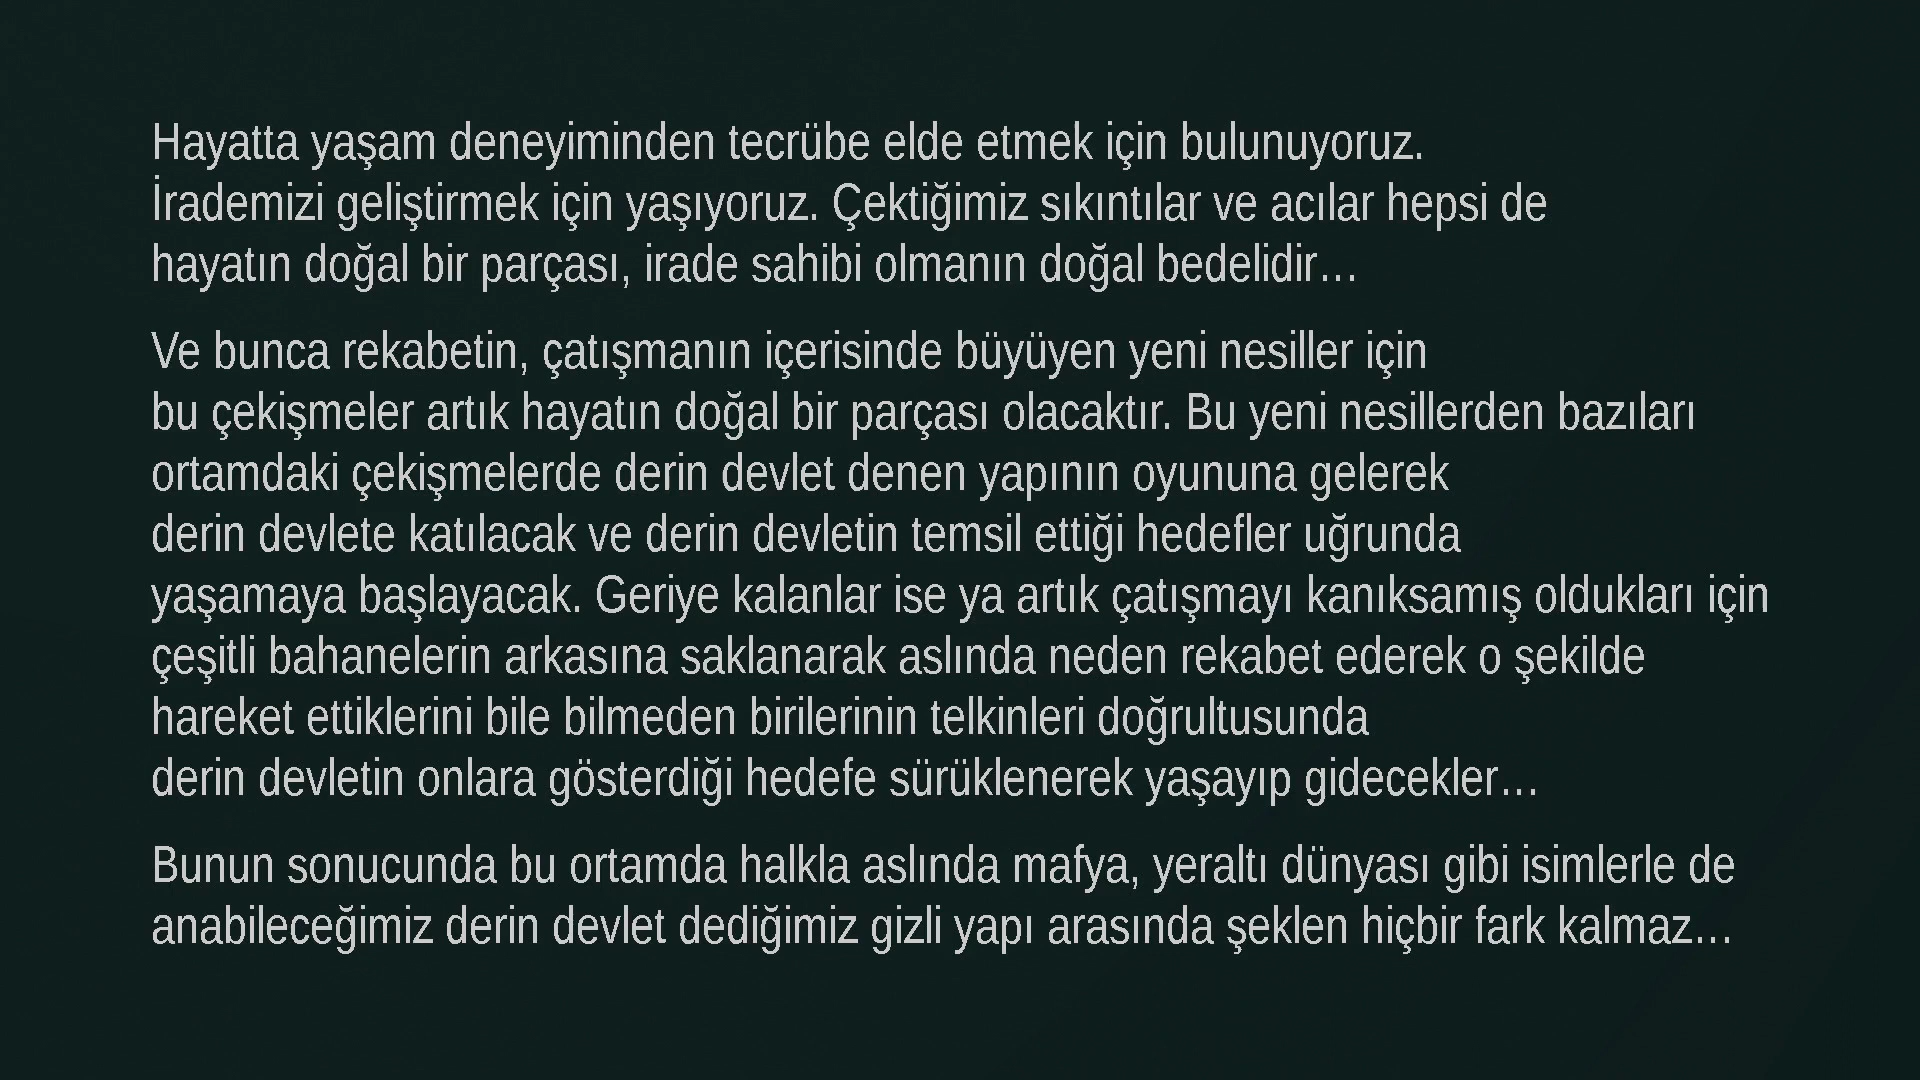 Hayatta yaşam deneyiminden tecrübe elde etmek için bulunuyoruz.
İrademizi geliştirmek için yaşıyoruz. Çektiğimiz sıkıntılar ve acılar hepsi de
hayatın doğal bir parçası, irade sahibi olmanın doğal bedelidir…
Ve bunca rekabetin, çatışmanın içerisinde büyüyen yeni nesiller için
bu çekişmeler artık hayatın doğal bir parçası olacaktır. Bu yeni nesillerden bazıları
ortamdaki çekişmelerde derin devlet denen yapının oyununa gelerek
derin devlete katılacak ve derin devletin temsil ettiği hedefler uğrunda
yaşamaya başlayacak. Geriye kalanlar ise ya artık çatışmayı kanıksamış oldukları için
çeşitli bahanelerin arkasına saklanarak aslında neden rekabet ederek o şekilde
hareket ettiklerini bile bilmeden birilerinin telkinleri doğrultusunda
derin devletin onlara gösterdiği hedefe sürüklenerek yaşayıp gidecekler…
Bunun sonucunda bu ortamda halkla aslında mafya, yeraltı dünyası gibi isimlerle de
anabileceğimiz derin devlet dediğimiz gizli yapı arasında şeklen hiçbir fark kalmaz…